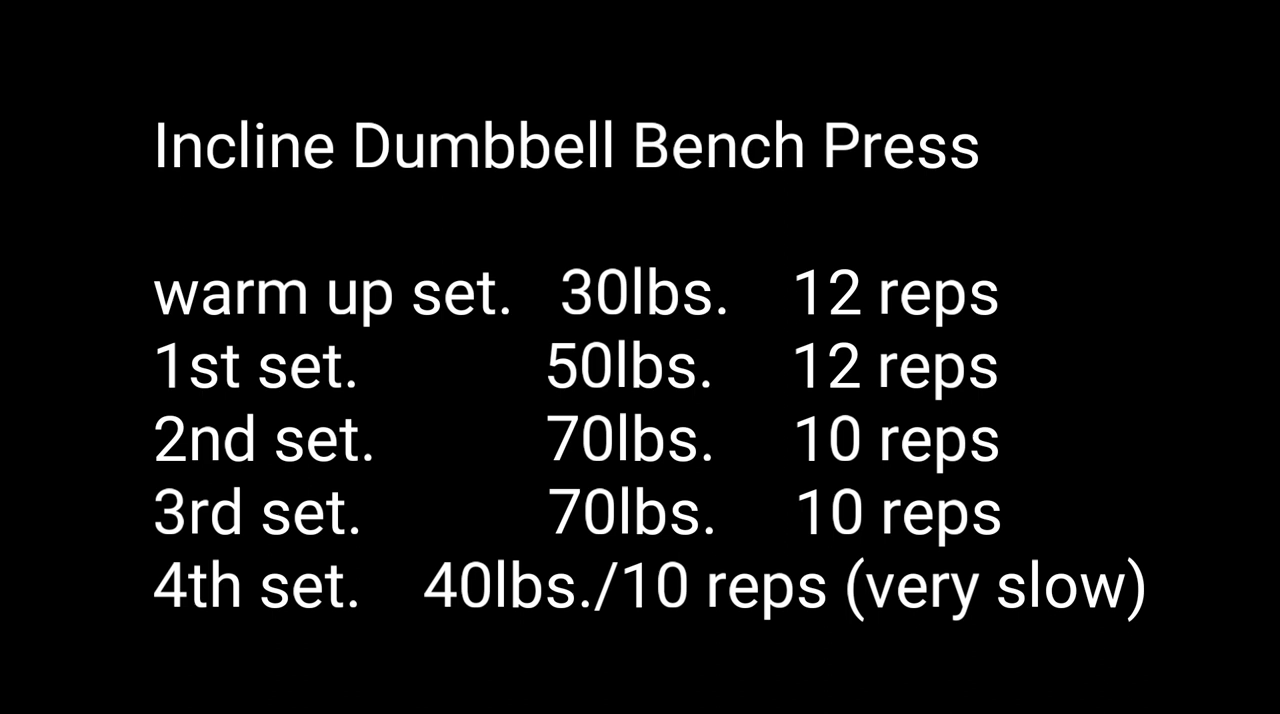 Incline Dumbbell Bench Press
warm up set. 30lbs. 12 reps
1st set. 50lbs. 12 reps
2nd set. 70lbs. 10 reps
3rd set. 70lbs. 10 reps
4th set. 40lbs./10 reps (very slow)